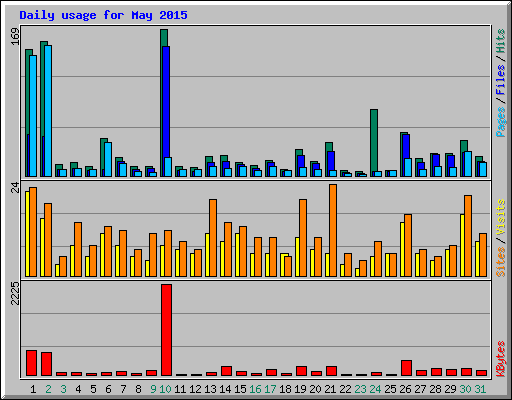 Daily usage for May 2015
169
Pages / Files / Hits
24
Sites / Visits
2225
KBytes
1 2 3 4 5 6 7 8 9 10 11 12 13 14 15 16 17 18 19 20 21 22 23 24 25 26 27 28 29 30 31